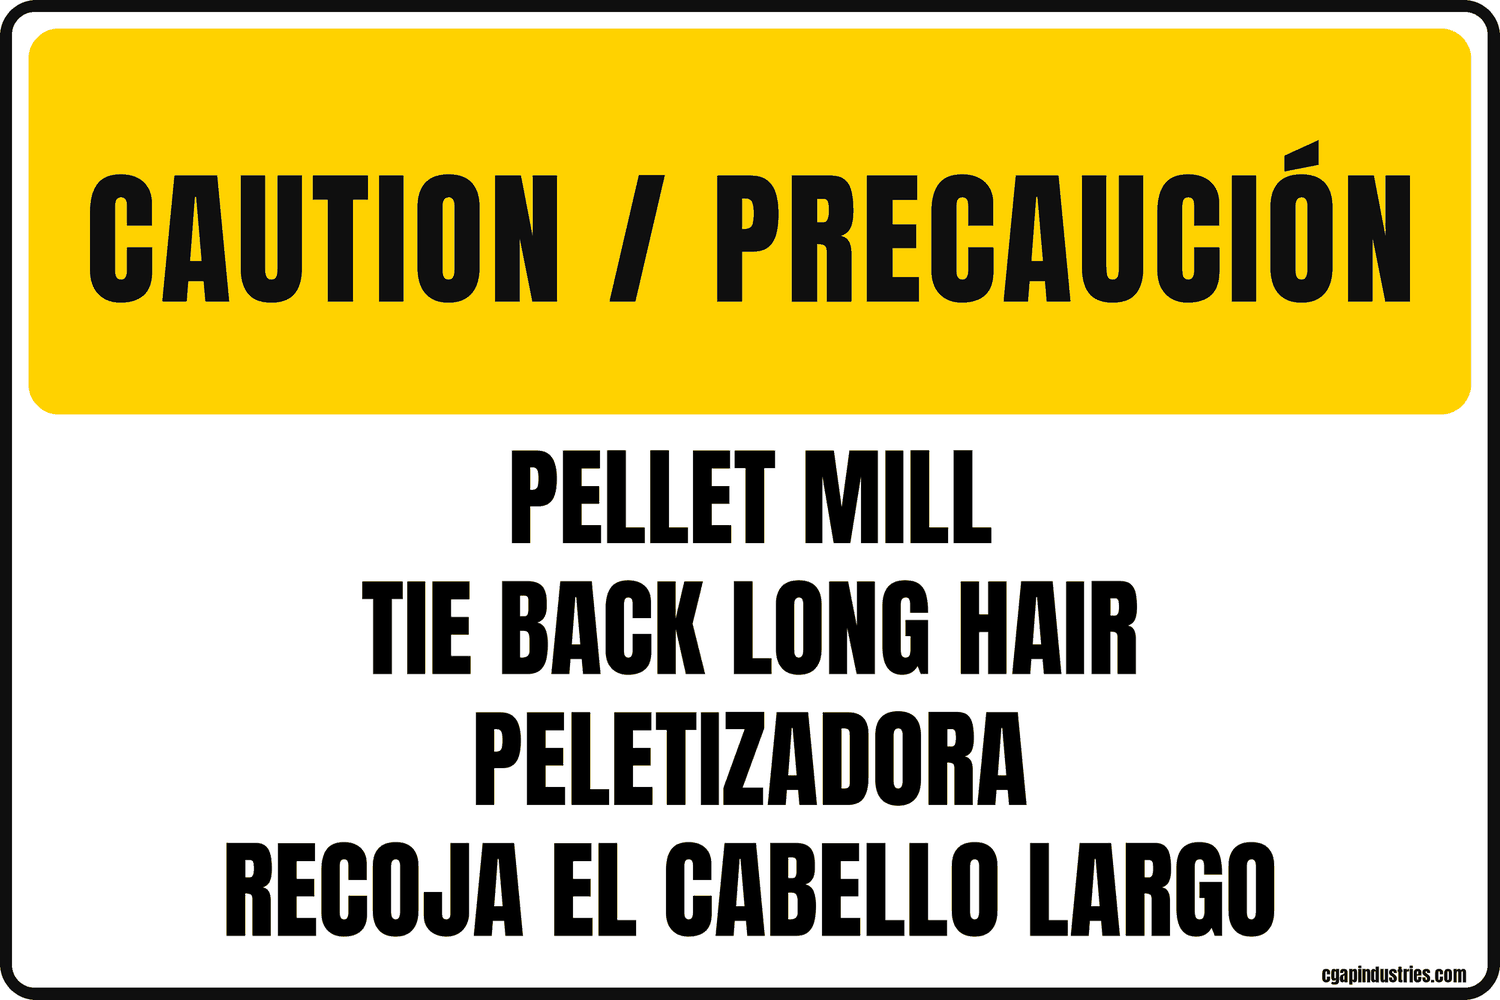 CAUTION / PRECAUCIÓN
PELLET MILL
TIE BACK LONG HAIR
PELETIZADORA
RECOJA EL CABELLO LARGO
cgapindustries.com